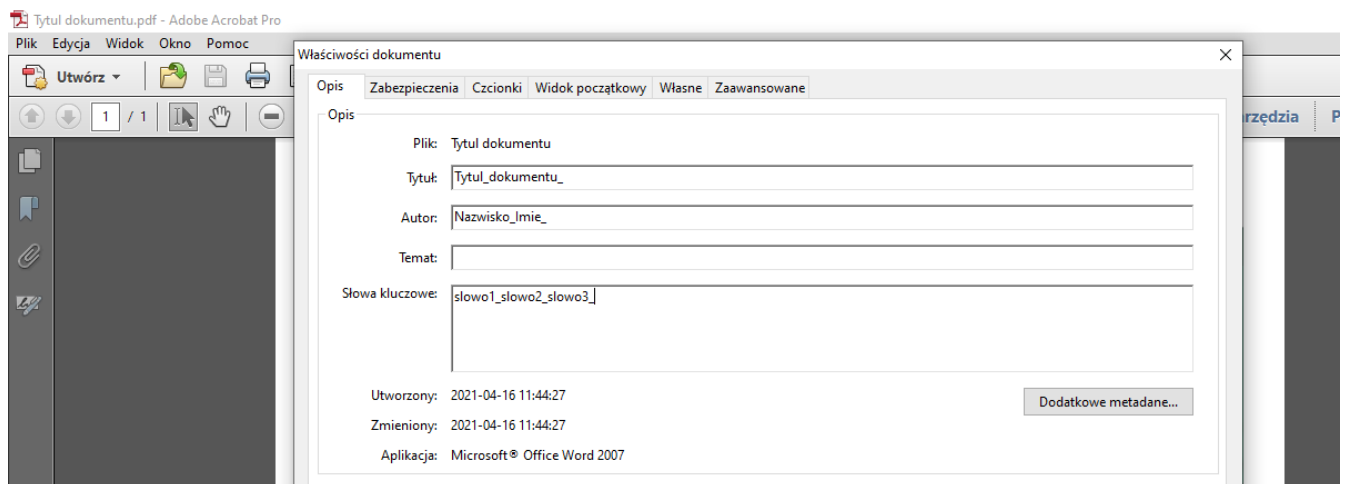 Tytul dokumentu.pdf - Adobe Acrobat Pro
Plik Edycja Widok Okno Pomoc
Właściwości dokumentu
Utwórz
Opis Zabezpieczenia Czcionki Widok początkowy Własne Zaawansowane
1 / 1
Opis
Plik: Tytul dokumentu
Tytuł: Tytul_dokumentu_
Autor: Nazwisko_Imie_
Temat:
Słowa kluczowe: slowo1_slowo2_slowo3_
Utworzony: 2021-04-16 11:44:27
Dodatkowe metadane...
Zmieniony: 2021-04-16 11:44:27
Aplikacja: Microsoft® Office Word 2007